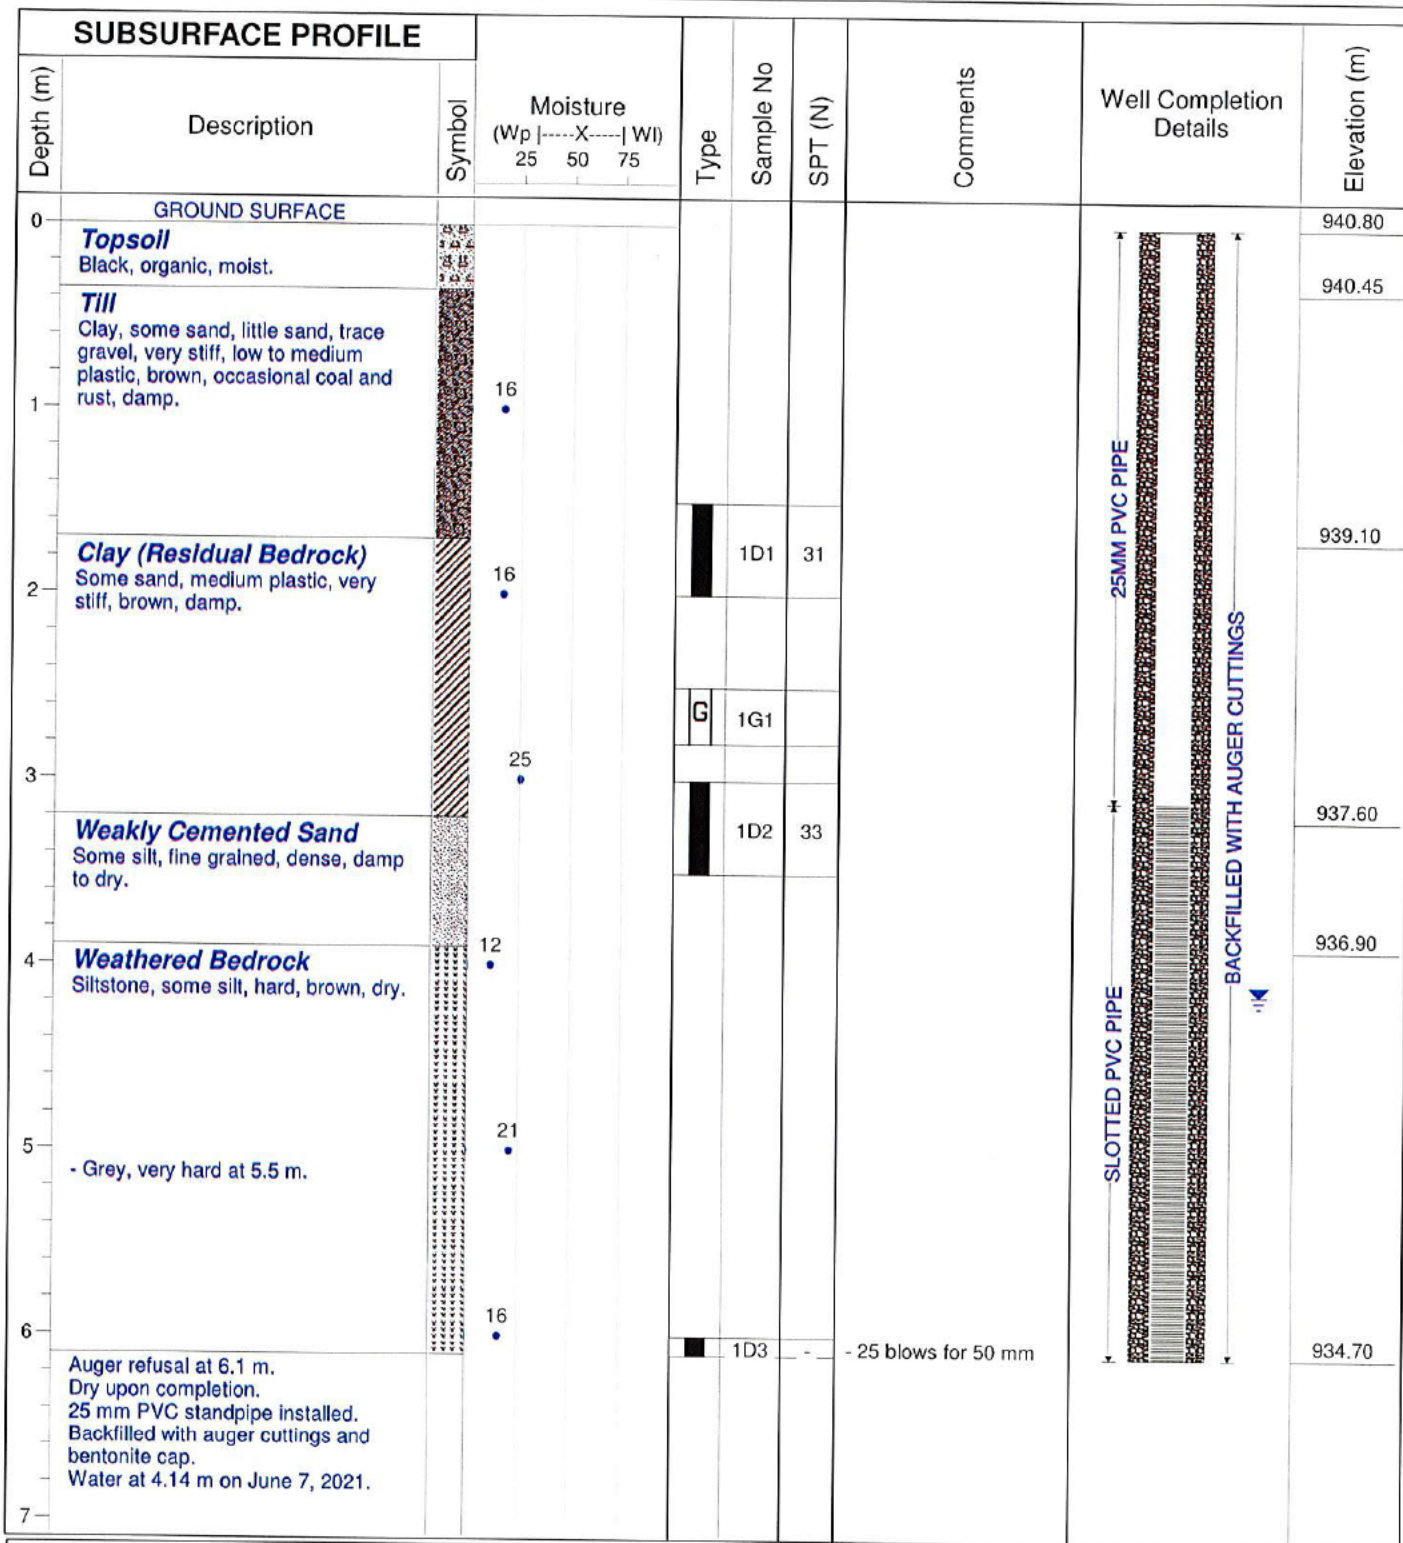 SUBSURFACE PROFILE
Depth (m)
Description
Symbol
Moisture
(Wp |-----X-----| Wl)
25 50 75
Type
Sample No
SPT (N)
Comments
Well Completion
Details
Elevation (m)
GROUND SURFACE
0
940.80
Topsoil
Black, organic, moist.
940.45
Till
Clay, some sand, little sand, trace
gravel, very stiff, low to medium
plastic, brown, occasional coal and
rust, damp.
16
1
25MM PVC PIPE
939.10
Clay (Residual Bedrock)
Some sand, medium plastic, very
stiff, brown, damp.
1D1 31
16
2
BACKFILLED WITH AUGER CUTTINGS
G 1G1
25
3
937.60
Weakly Cemented Sand
Some silt, fine grained, dense, damp
to dry.
1D2 33
936.90
12
4
Weathered Bedrock
Siltstone, some silt, hard, brown, dry.
SLOTTED PVC PIPE
21
5
- Grey, very hard at 5.5 m.
16
6
1D3 - - 25 blows for 50 mm
934.70
Auger refusal at 6.1 m.
Dry upon completion.
25 mm PVC standpipe installed.
Backfilled with auger cuttings and
bentonite cap.
Water at 4.14 m on June 7, 2021.
7